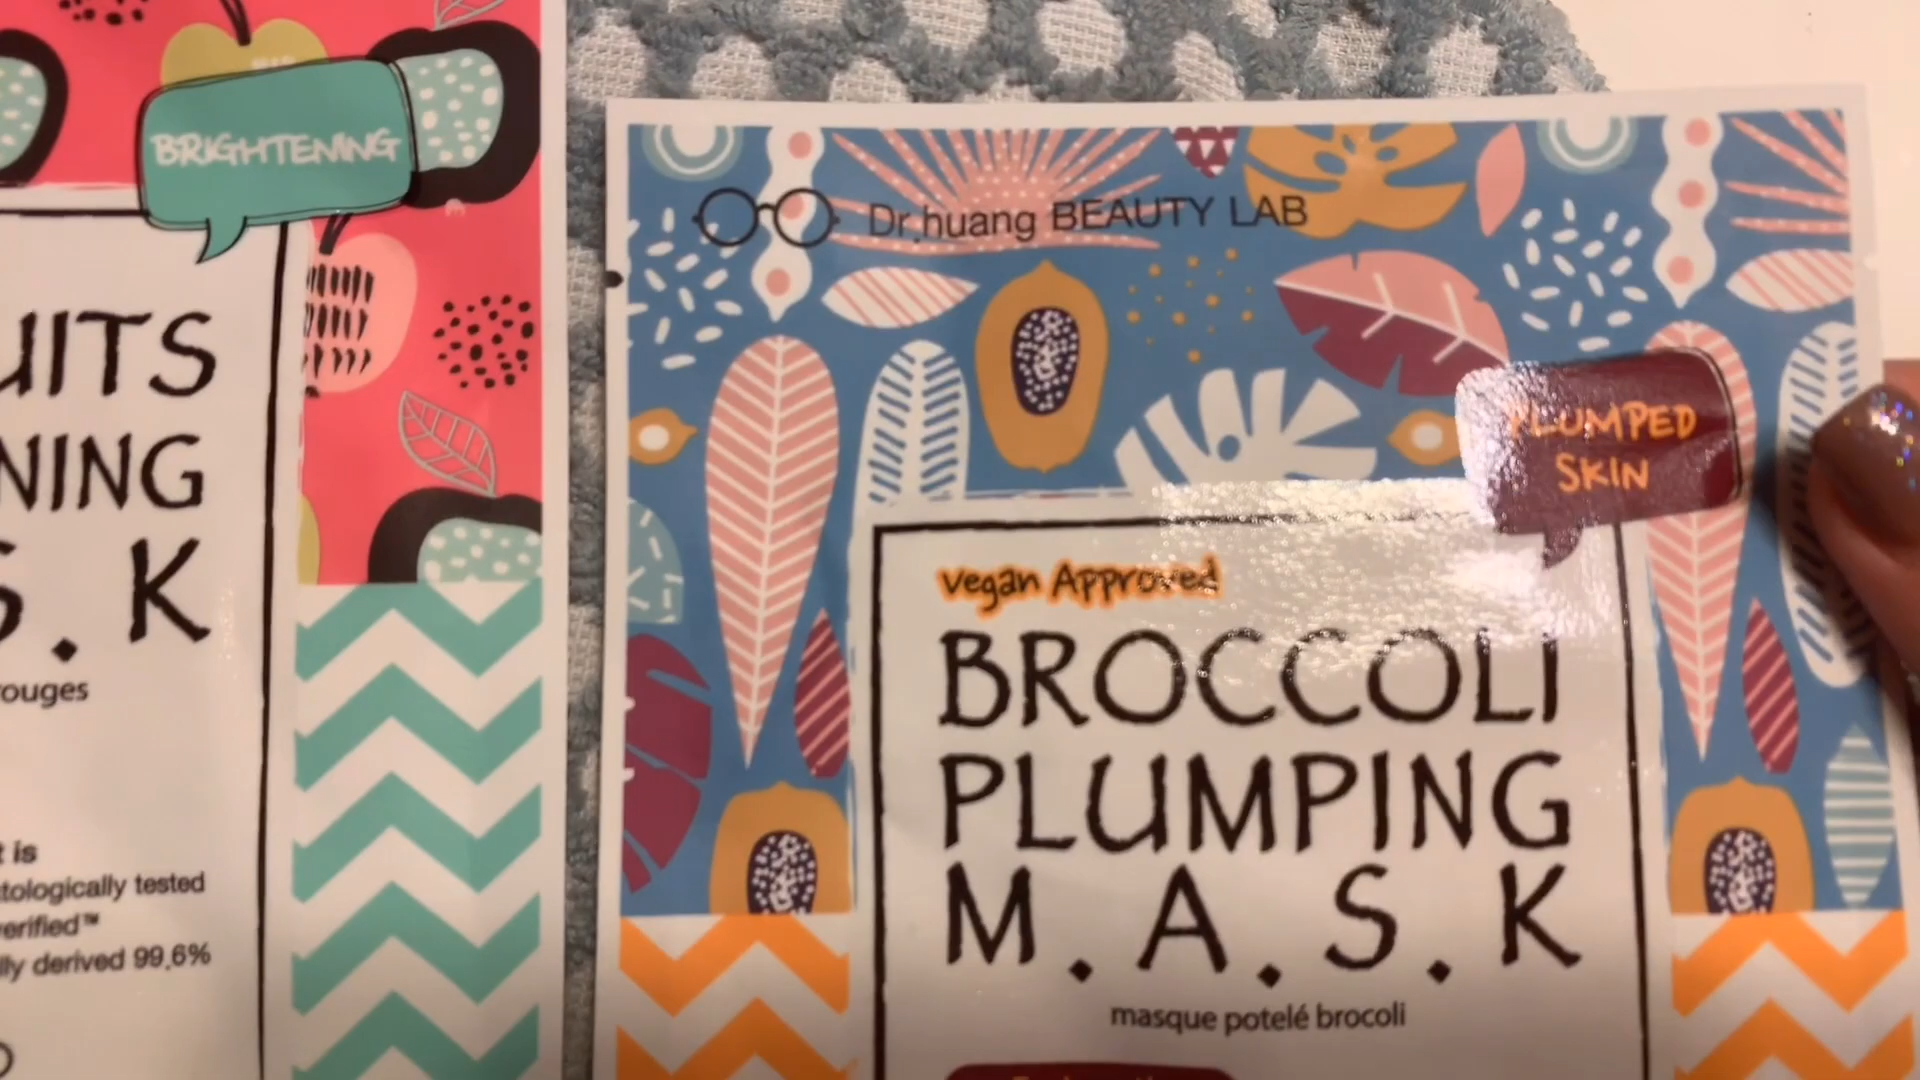 BRIGHTENING
UITS
NING
S.K
rouges
t is
tologically tested
verified™
lly derived 99,6%
Dr.huang BEAUTY LAB
PLUMPED
SKIN
vegan Approved
BROCCOLI
PLUMPING
M.A.S.K
masque potelé brocoli